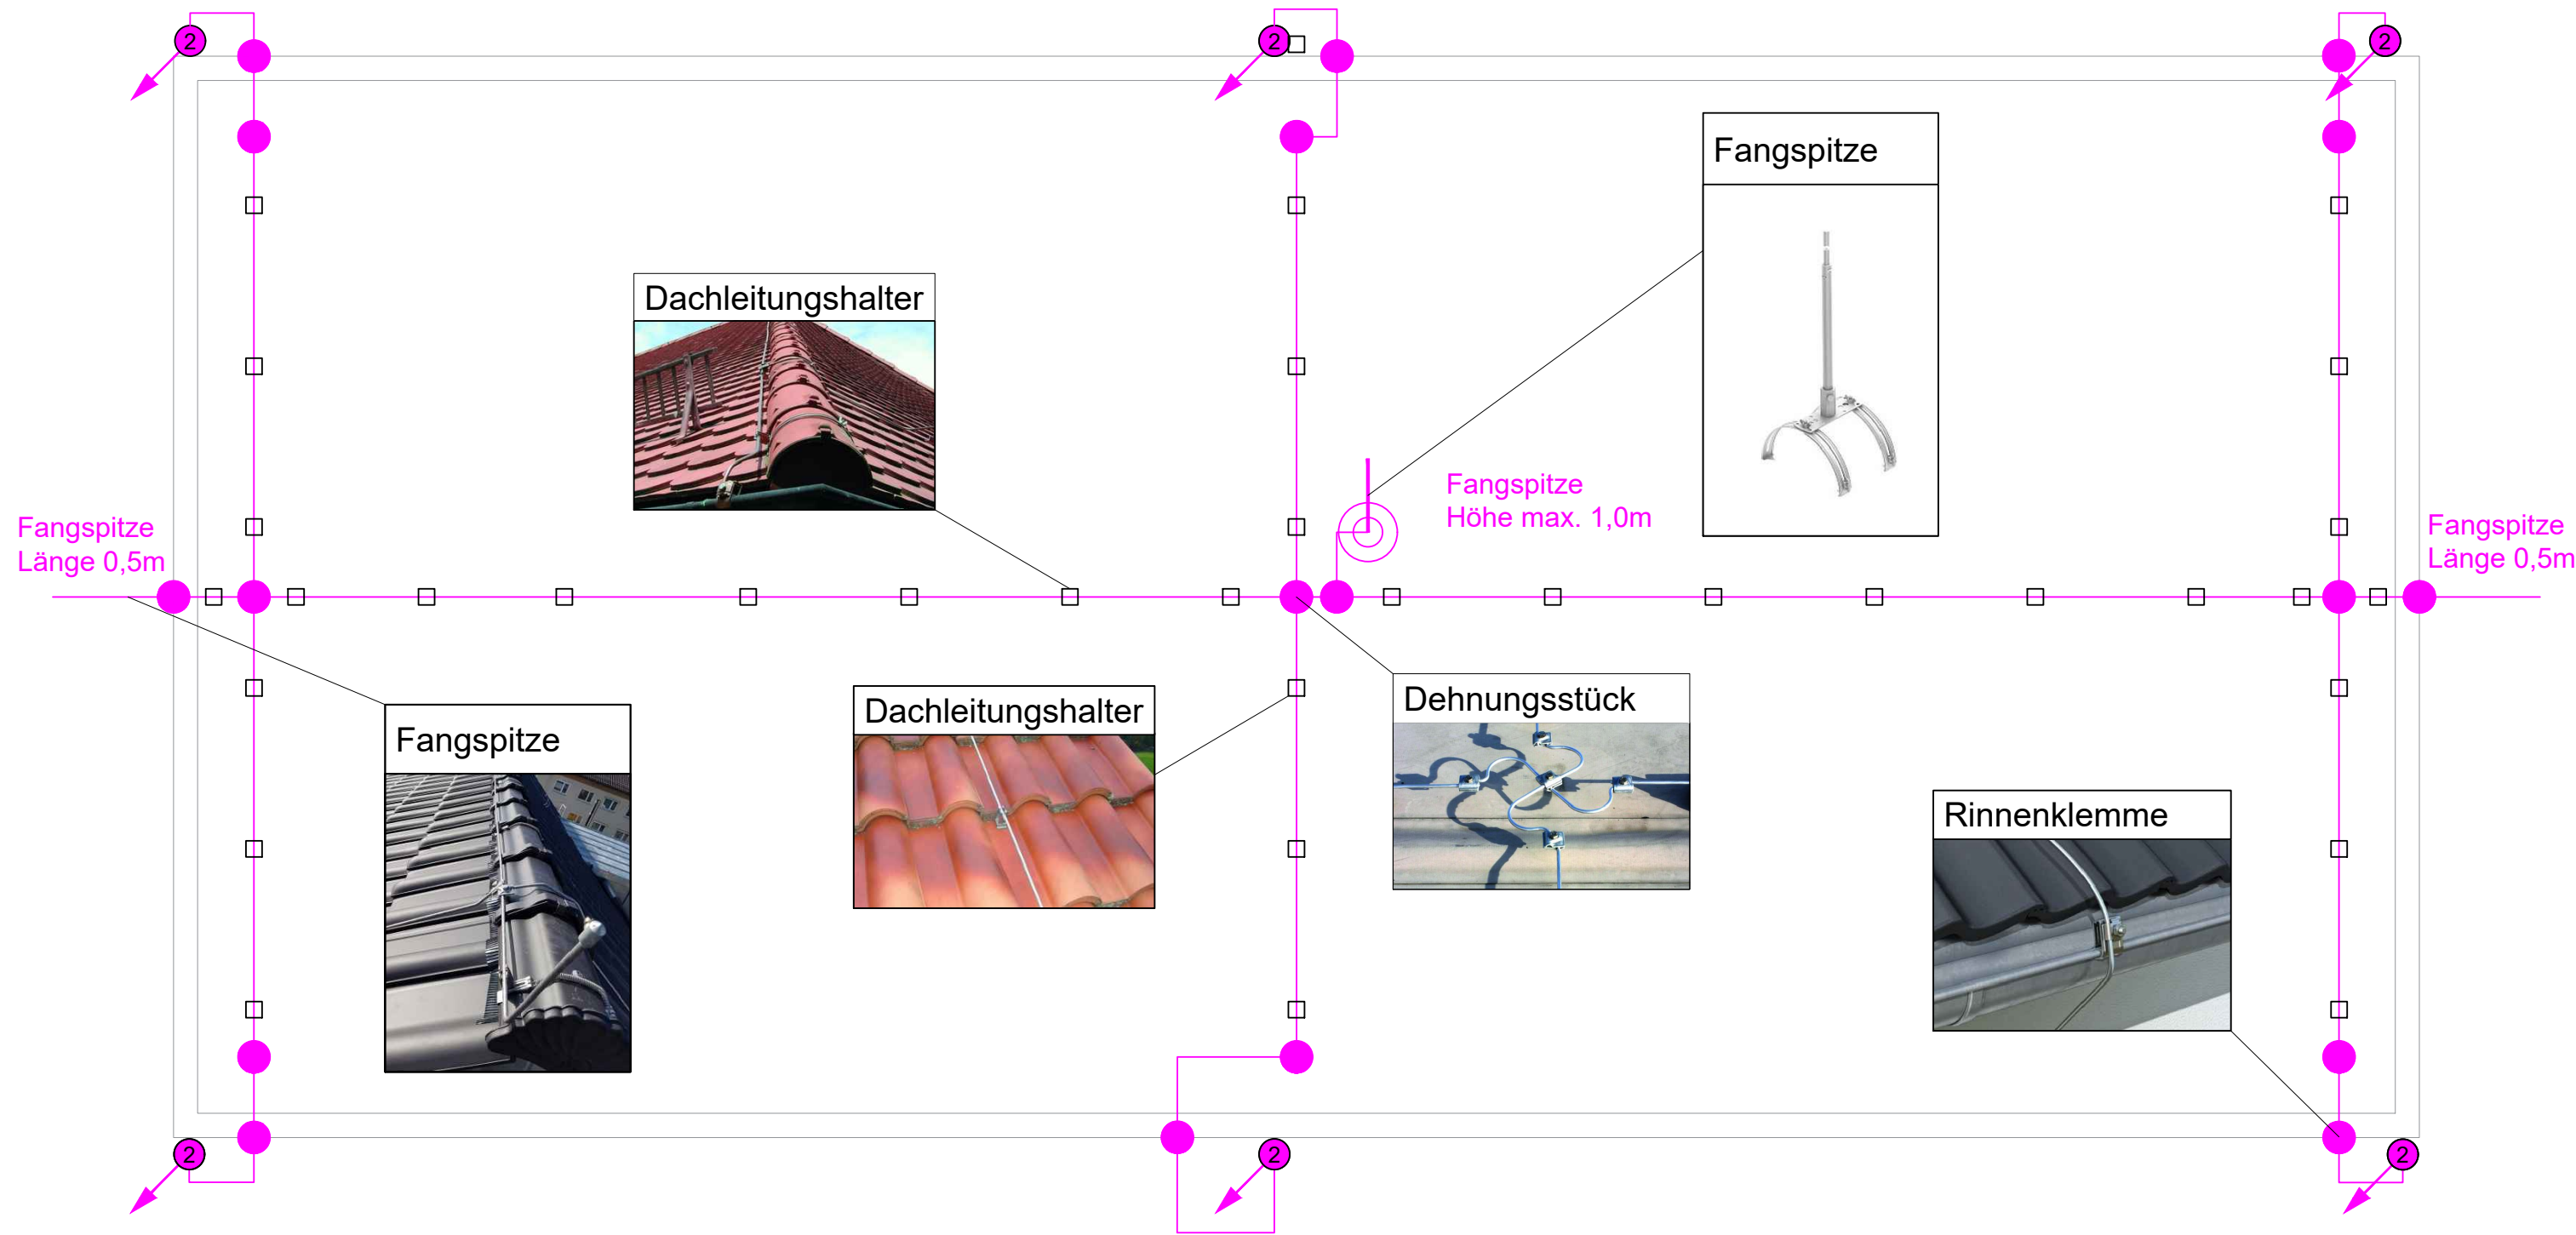 2
2
2
Fangspitze
Dachleitungshalter
Fangspitze
Höhe max. 1,0m
Fangspitze
Länge 0,5m
Fangspitze
Länge 0,5m
Fangspitze
Dachleitungshalter
Dehnungsstück
Rinnenklemme
2
2
2